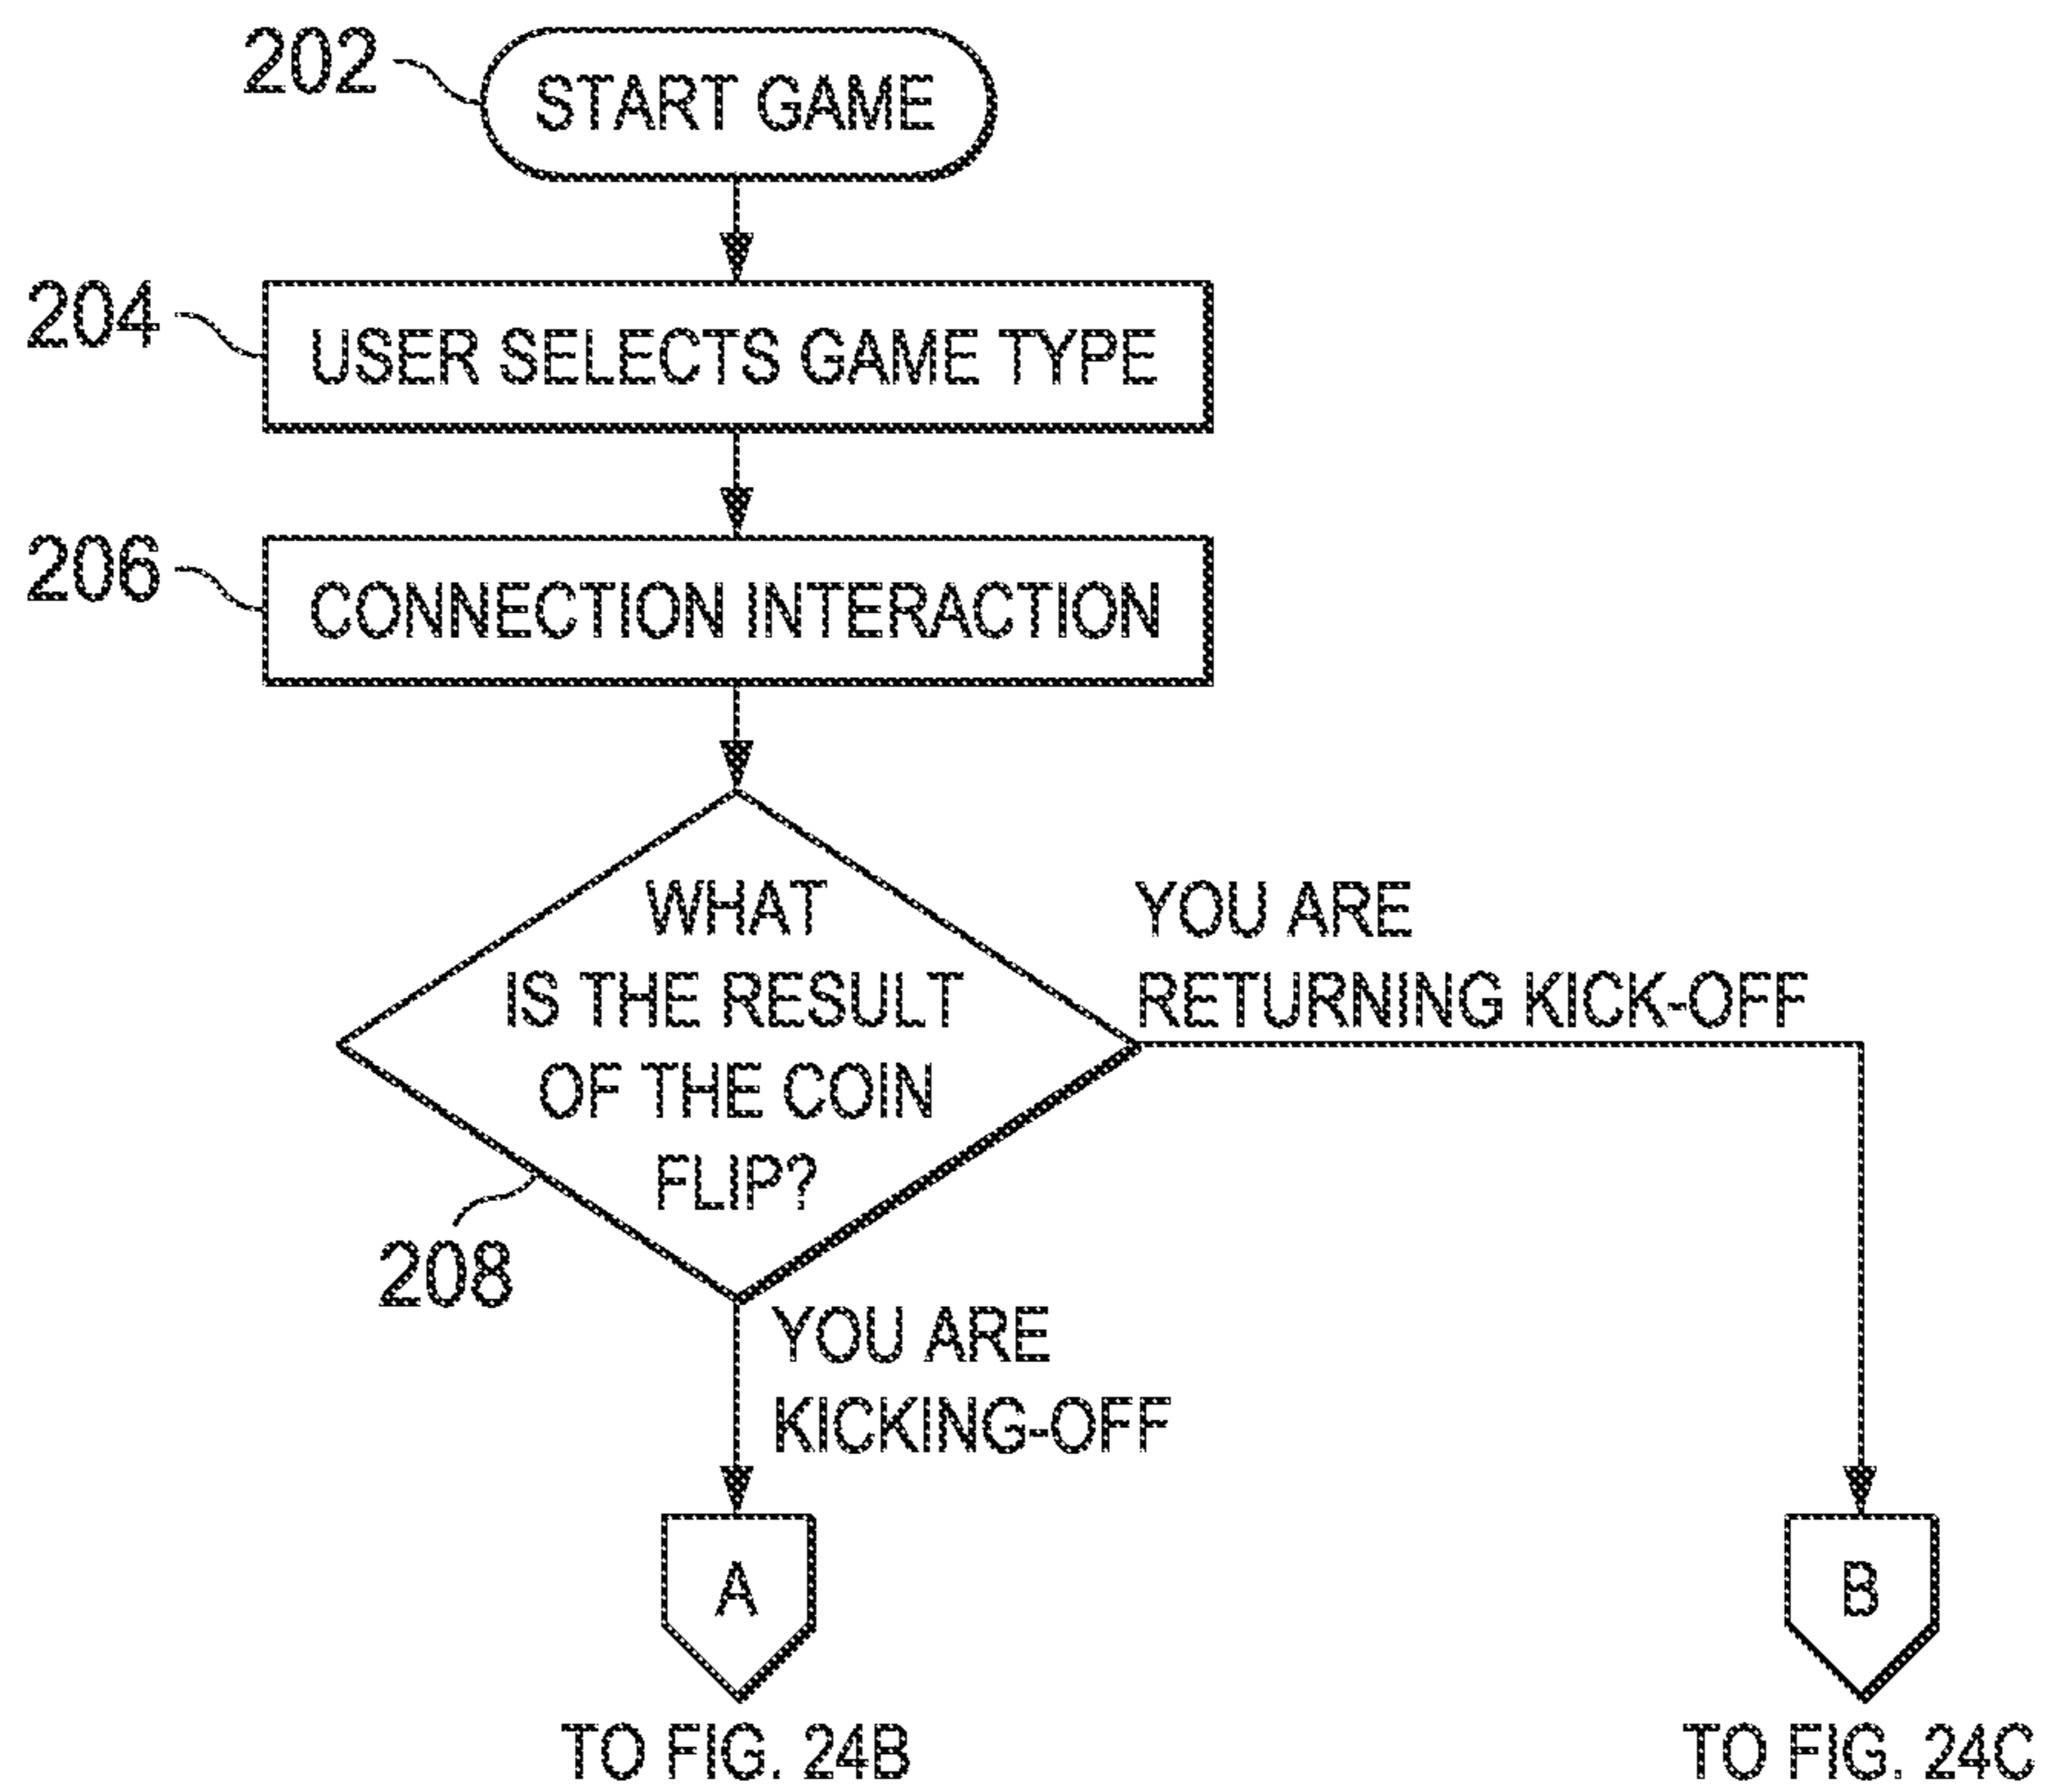 202
START GAME
204
USER SELECTS GAME TYPE
206
CONNECTION INTERACTION
WHAT
IS THE RESULT
OF THE COIN
FLIP?
208
YOU ARE
RETURNING KICK-OFF
YOU ARE
KICKING-OFF
A
TO FIG. 24B
B
TO FIG. 24C